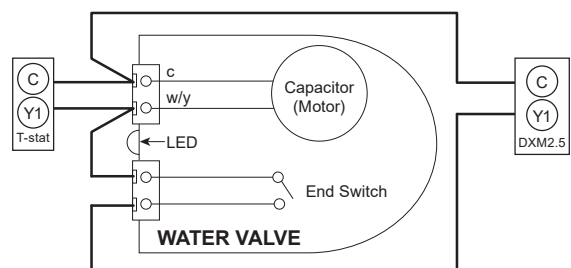 C
Y1
T-stat
c
w/y
LED
Capacitor
(Motor)
End Switch
WATER VALVE
C
Y1
DXM2.5